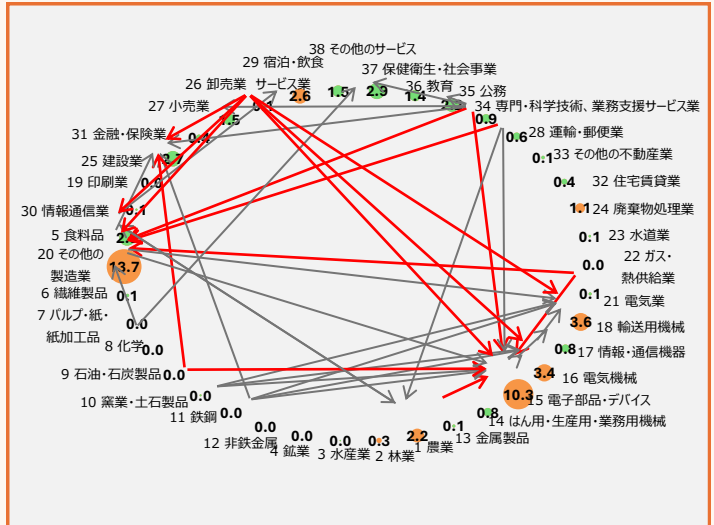 38 その他のサービス
29 宿泊・飲食
サービス業
37 保健衛生・社会事業
26 卸売業
36 教育
35 公務
27 小売業
34 専門・科学技術、業務支援サービス業
31 金融・保険業
28 運輸・郵便業
25 建設業
33 その他の不動産業
19 印刷業
32 住宅賃貸業
30 情報通信業
24 廃棄物処理業
5 食料品
23 水道業
20 その他の
製造業
22 ガス・
熱供給業
6 繊維製品
21 電気業
7 パルプ・紙・
紙加工品
18 輸送用機械
8 化学
17 情報・通信機器
9 石油・石炭製品
16 電気機械
10 窯業・土石製品
15 電子部品・デバイス
11 鉄鋼
14 はん用・生産用・業務用機械
12 非鉄金属
13 金属製品
4 鉱業
3 水産業
2 林業
1 農業
2.6
1.5
2.9
1.4
0.9
0.6
0.1
0.4
1.1
0.1
0.0
0.1
3.6
0.8
3.4
10.3
0.8
0.1
2.2
0.3
0.0
0.0
0.0
0.0
0.0
0.0
0.0
0.0
0.1
13.7
0.1
2.7
1.5
0.1